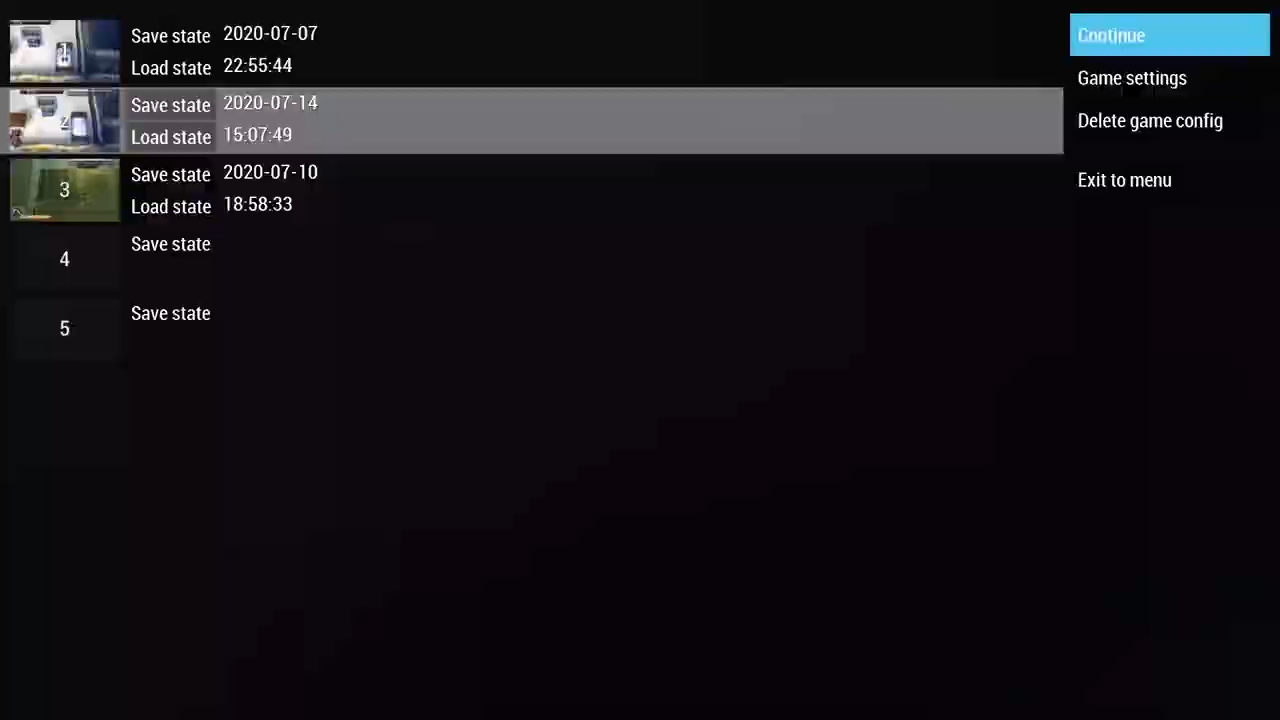 1
Save state 2020-07-07
Load state 22:55:44
2
Save state 2020-07-14
Load state 15:07:49
3
Save state 2020-07-10
Load state 18:58:33
4
Save state
5
Save state
Continue
Game settings
Delete game config
Exit to menu